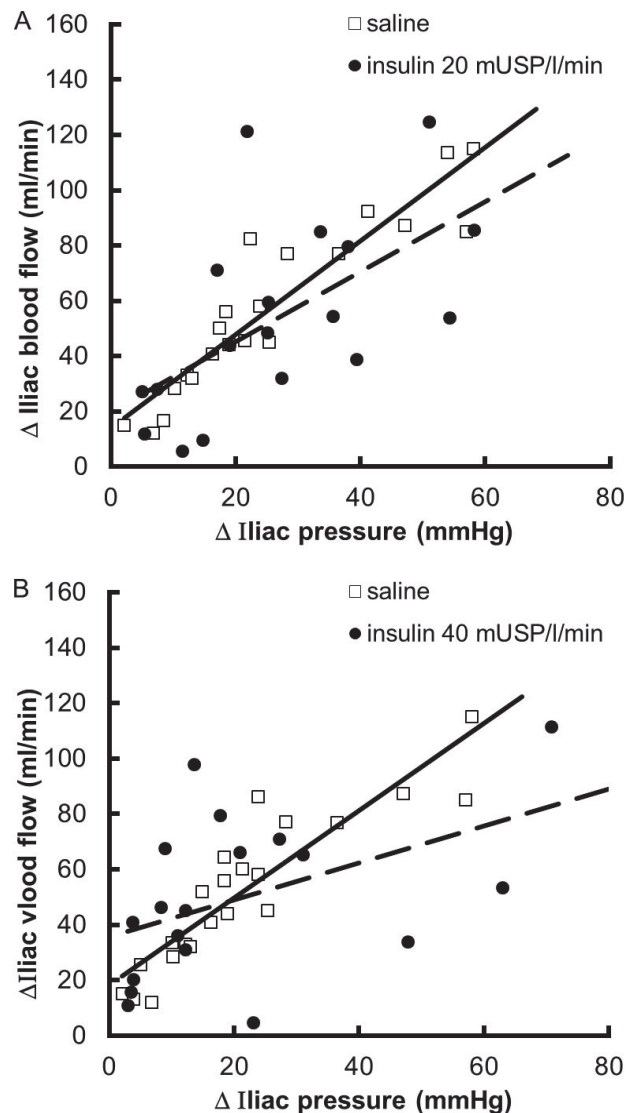 A
160
saline
140
insulin 20 mUSP/l/min
120
100
80
60
40
20
0
Δ Iliac blood flow (ml/min)
0 20 40 60 80
Δ Iliac pressure (mmHg)
B
160
saline
140
insulin 40 mUSP/l/min
120
100
80
60
40
20
0
ΔIliac vlood flow (ml/min)
0 20 40 60 80
Δ Iliac pressure (mmHg)